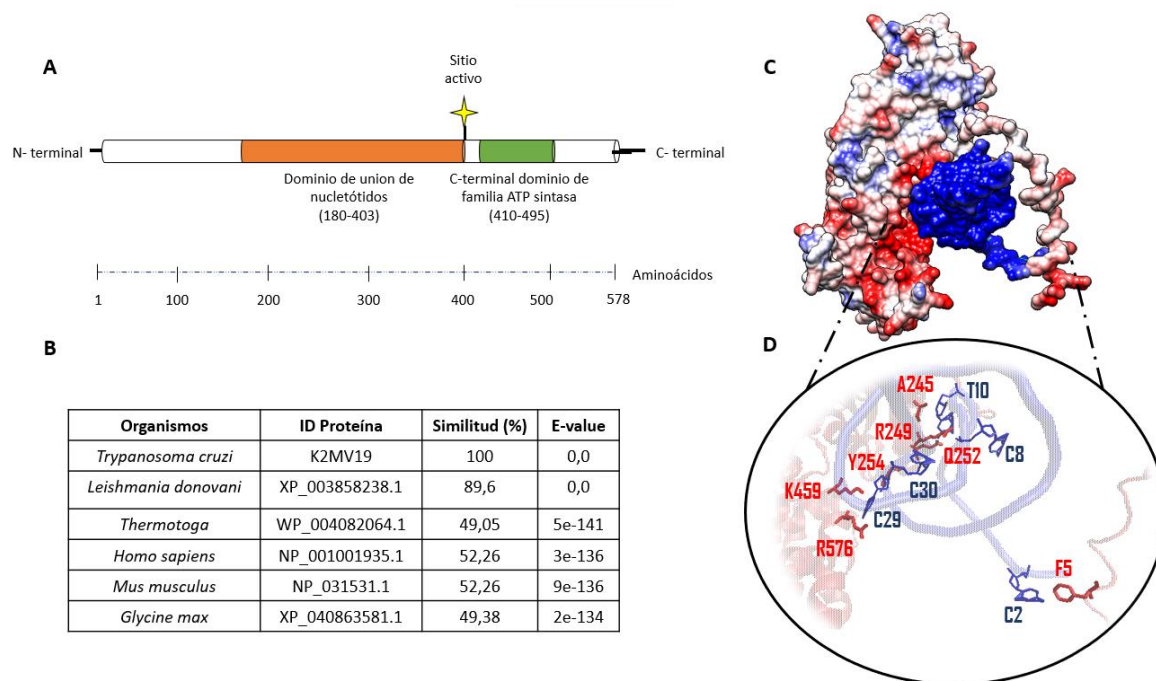 A
Sitio
activo
N- terminal
C- terminal
Dominio de union de
nucletótidos
(180-403)
C-terminal dominio de
familia ATP sintasa
(410-495)
Aminoácidos
1 100 200 300 400 500 578
B
Organismos ID Proteína Similitud (%) E-value
Trypanosoma cruzi K2MV19 100 0,0
Leishmania donovani XP_003858238.1 89,6 0,0
Thermotoga WP_004082064.1 49,05 5e-141
Homo sapiens NP_001001935.1 52,26 3e-136
Mus musculus NP_031531.1 52,26 9e-136
Glycine max XP_040863581.1 49,38 2e-134
C
D
A245
T10
R249
Y254
Q252
C8
K459
C30
C29
R576
F5
C2